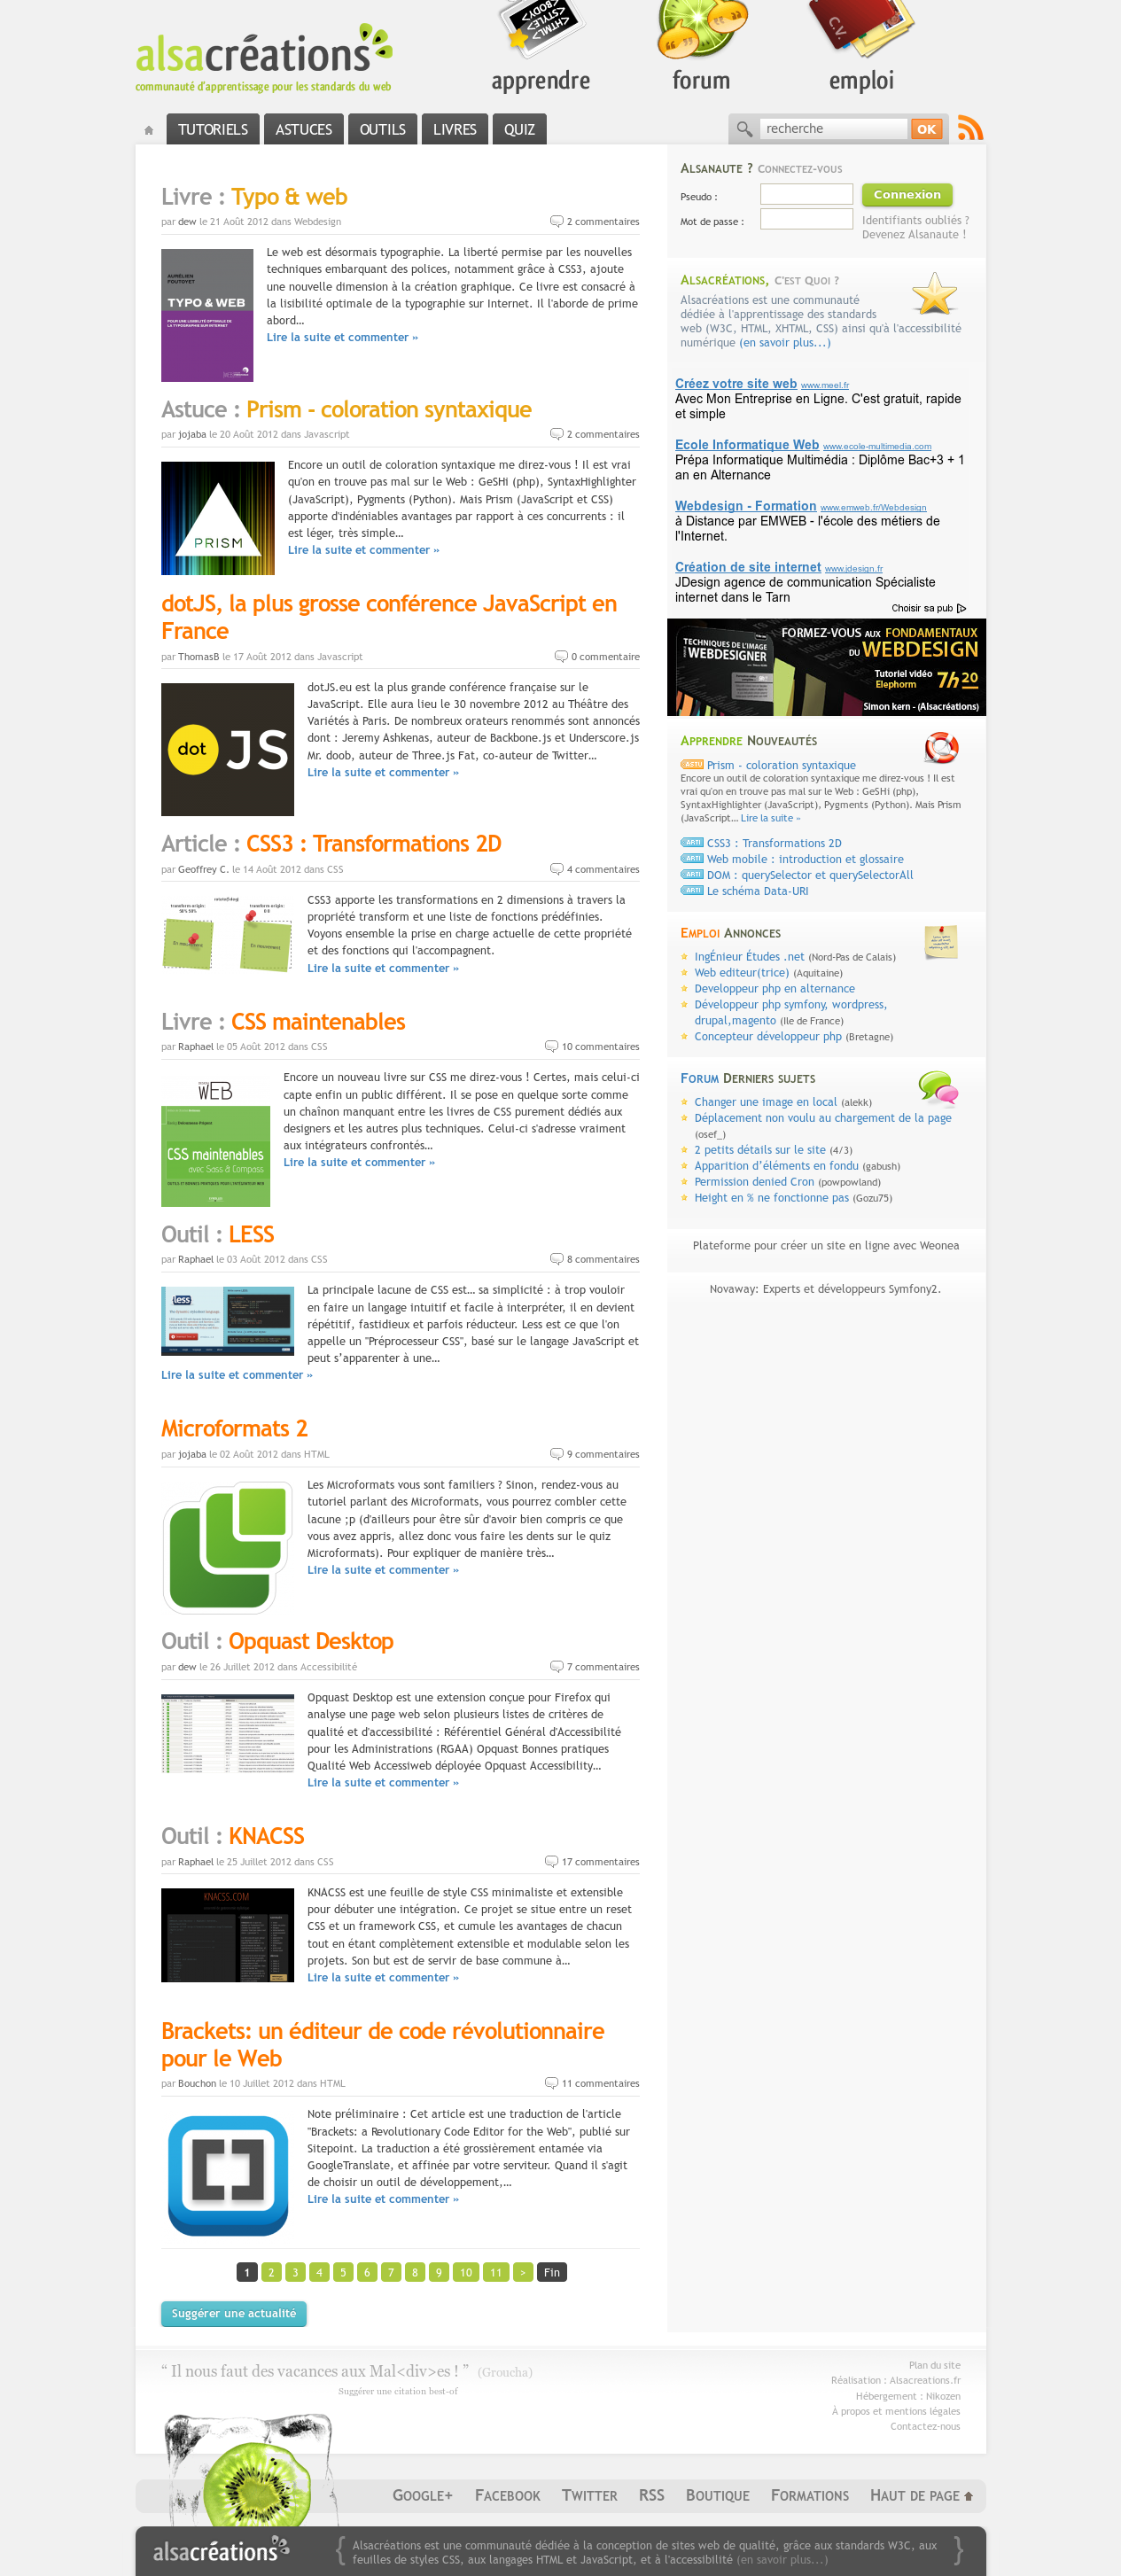 alsacréations
communauté d'apprentissage pour les standards du web
<HTML>
<STYLE>
<BODY>
C.V.
apprendre
forum
emploi
TUTORIELS
ASTUCES
OUTILS
LIVRES
QUIZ
recherche
OK
Livre : Typo & web
par dew le 21 Août 2012 dans Webdesign
2 commentaires
AURÉLIEN
FOUTOYET
TYPO & WEB
POUR UNE LISIBILITÉ OPTIMALE DE
LA TYPOGRAPHIE SUR INTERNET
Le web est désormais typographie. La liberté permise par les nouvelles
techniques embarquant des polices, notamment grâce à CSS3, ajoute
une nouvelle dimension à la création graphique. Ce livre est consacré à
la lisibilité optimale de la typographie sur Internet. Il l'aborde de prime
abord…
Lire la suite et commenter »
Astuce : Prism - coloration syntaxique
par jojaba le 20 Août 2012 dans Javascript
2 commentaires
PRISM
Encore un outil de coloration syntaxique me direz-vous ! Il est vrai
qu'on en trouve pas mal sur le Web : GeSHi (php), SyntaxHighlighter
(JavaScript), Pygments (Python). Mais Prism (JavaScript et CSS)
apporte d'indéniables avantages par rapport à ces concurrents : il
est léger, très simple…
Lire la suite et commenter »
dotJS, la plus grosse conférence JavaScript en
France
par ThomasB le 17 Août 2012 dans Javascript
0 commentaire
dot JS
dotJS.eu est la plus grande conférence française sur le
JavaScript. Elle aura lieu le 30 novembre 2012 au Théâtre des
Variétés à Paris. De nombreux orateurs renommés sont annoncés
dont : Jeremy Ashkenas, auteur de Backbone.js et Underscore.js
Mr. doob, auteur de Three.js Fat, co-auteur de Twitter…
Lire la suite et commenter »
Article : CSS3 : Transformations 2D
par Geoffrey C. le 14 Août 2012 dans CSS
4 commentaires
transform-origin:
50% 50%
rotate(5deg)
transform-origin:
0 0
CSS3 apporte les transformations en 2 dimensions à travers la
propriété transform et une liste de fonctions prédéfinies.
Voyons ensemble la prise en charge actuelle de cette propriété
et des fonctions qui l'accompagnent.
Lire la suite et commenter »
Livre : CSS maintenables
par Raphael le 05 Août 2012 dans CSS
10 commentaires
WEB
CSS maintenables
avec Sass & Compass
Encore un nouveau livre sur CSS me direz-vous ! Certes, mais celui-ci
capte enfin un public différent. Il se pose en quelque sorte comme
un chaînon manquant entre les livres de CSS purement dédiés aux
designers et les autres plus techniques. Celui-ci s'adresse vraiment
aux intégrateurs confrontés…
Lire la suite et commenter »
Outil : LESS
par Raphael le 03 Août 2012 dans CSS
8 commentaires
less
La principale lacune de CSS est… sa simplicité : à trop vouloir
en faire un langage intuitif et facile à interpréter, il en devient
répétitif, fastidieux et parfois réducteur. Less est ce que l'on
appelle un "Préprocesseur CSS", basé sur le langage JavaScript et
peut s’apparenter à une…
Lire la suite et commenter »
Microformats 2
par jojaba le 02 Août 2012 dans HTML
9 commentaires
Les Microformats vous sont familiers ? Sinon, rendez-vous au
tutoriel parlant des Microformats, vous pourrez combler cette
lacune ;p (d'ailleurs pour être sûr d'avoir bien compris ce que
vous avez appris, allez donc vous faire les dents sur le quiz
Microformats). Pour expliquer de manière très…
Lire la suite et commenter »
Outil : Opquast Desktop
par dew le 26 Juillet 2012 dans Accessibilité
7 commentaires
Opquast Desktop est une extension conçue pour Firefox qui
analyse une page web selon plusieurs listes de critères de
qualité et d'accessibilité : Référentiel Général d'Accessibilité
pour les Administrations (RGAA) Opquast Bonnes pratiques
Qualité Web Accessiweb déployée Opquast Accessibility…
Lire la suite et commenter »
Outil : KNACSS
par Raphael le 25 Juillet 2012 dans CSS
17 commentaires
KNACSS.COM
KNACSS est une feuille de style CSS minimaliste et extensible
pour débuter une intégration. Ce projet se situe entre un reset
CSS et un framework CSS, et cumule les avantages de chacun
tout en étant complètement extensible et modulable selon les
projets. Son but est de servir de base commune à…
Lire la suite et commenter »
Brackets: un éditeur de code révolutionnaire
pour le Web
par Bouchon le 10 Juillet 2012 dans HTML
11 commentaires
Note préliminaire : Cet article est une traduction de l'article
"Brackets: a Revolutionary Code Editor for the Web", publié sur
Sitepoint. La traduction a été grossièrement entamée via
GoogleTranslate, et affinée par votre serviteur. Quand il s'agit
de choisir un outil de développement,…
Lire la suite et commenter »
1 2 3 4 5 6 7 8 9 10 11 > Fin
Suggérer une actualité
Alsanaute ? Connectez-vous
Pseudo :
Connexion
Mot de passe :
Identifiants oubliés ?
Devenez Alsanaute !
Alsacréations, C'est Quoi ?
Alsacréations est une communauté
dédiée à l'apprentissage des standards
web (W3C, HTML, XHTML, CSS) ainsi qu'à l'accessibilité
numérique (en savoir plus...)
Créez votre site web www.meel.fr
Avec Mon Entreprise en Ligne. C'est gratuit, rapide
et simple
Ecole Informatique Web www.ecole-multimedia.com
Prépa Informatique Multimédia : Diplôme Bac+3 + 1
an en Alternance
Webdesign - Formation www.emweb.fr/Webdesign
à Distance par EMWEB - l'école des métiers de
l'Internet.
Création de site internet www.jdesign.fr
JDesign agence de communication Spécialiste
internet dans le Tarn
Choisir sa pub
TECHNIQUES DE L'IMAGE
WEBDESIGNER
FORMEZ-VOUS AUX FONDAMENTAUX
DU WEBDESIGN
Tutoriel vidéo
Elephorm
7h20
Simon kern - (Alsacréations)
Apprendre Nouveautés
ASTU Prism - coloration syntaxique
Encore un outil de coloration syntaxique me direz-vous ! Il est
vrai qu'on en trouve pas mal sur le Web : GeSHi (php),
SyntaxHighlighter (JavaScript), Pygments (Python). Mais Prism
(JavaScript… Lire la suite »
ARTI CSS3 : Transformations 2D
ARTI Web mobile : introduction et glossaire
ARTI DOM : querySelector et querySelectorAll
ARTI Le schéma Data-URI
Emploi Annonces
IngÉnieur Études .net (Nord-Pas de Calais)
Web editeur(trice) (Aquitaine)
Developpeur php en alternance
Développeur php symfony, wordpress,
drupal,magento (Ile de France)
Concepteur développeur php (Bretagne)
Forum Derniers sujets
Changer une image en local (alekk)
Déplacement non voulu au chargement de la page
(osef_)
2 petits détails sur le site (4/3)
Apparition d’éléments en fondu (gabush)
Permission denied Cron (powpowland)
Height en % ne fonctionne pas (Gozu75)
Plateforme pour créer un site en ligne avec Weonea
Novaway: Experts et développeurs Symfony2.
“ Il nous faut des vacances aux Mal<div>es ! ” (Groucha)
Suggérer une citation best-of
Plan du site
Réalisation : Alsacreations.fr
Hébergement : Nikozen
À propos et mentions légales
Contactez-nous
Google+
Facebook
Twitter
RSS
Boutique
Formations
Haut de page
alsacréations
{ Alsacréations est une communauté dédiée à la conception de sites web de qualité, grâce aux standards W3C, aux
feuilles de styles CSS, aux langages HTML et JavaScript, et à l'accessibilité (en savoir plus...) }